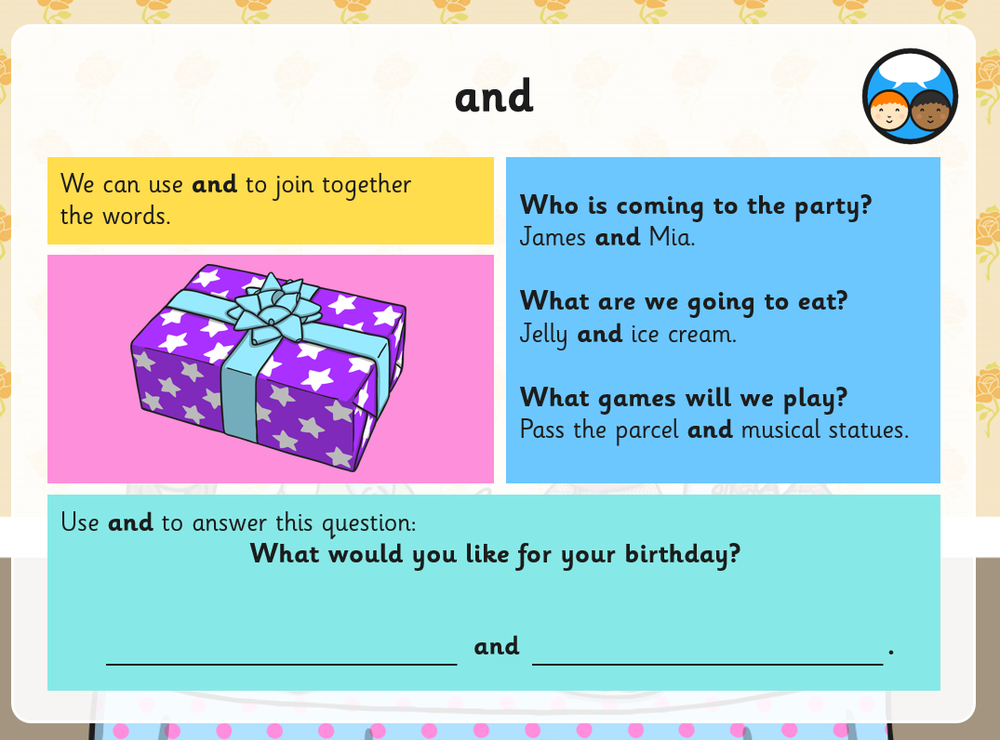 and
We can use and to join together
the words.
Who is coming to the party?
James and Mia.
What are we going to eat?
Jelly and ice cream.
What games will we play?
Pass the parcel and musical statues.
Use and to answer this question:
What would you like for your birthday?
and .